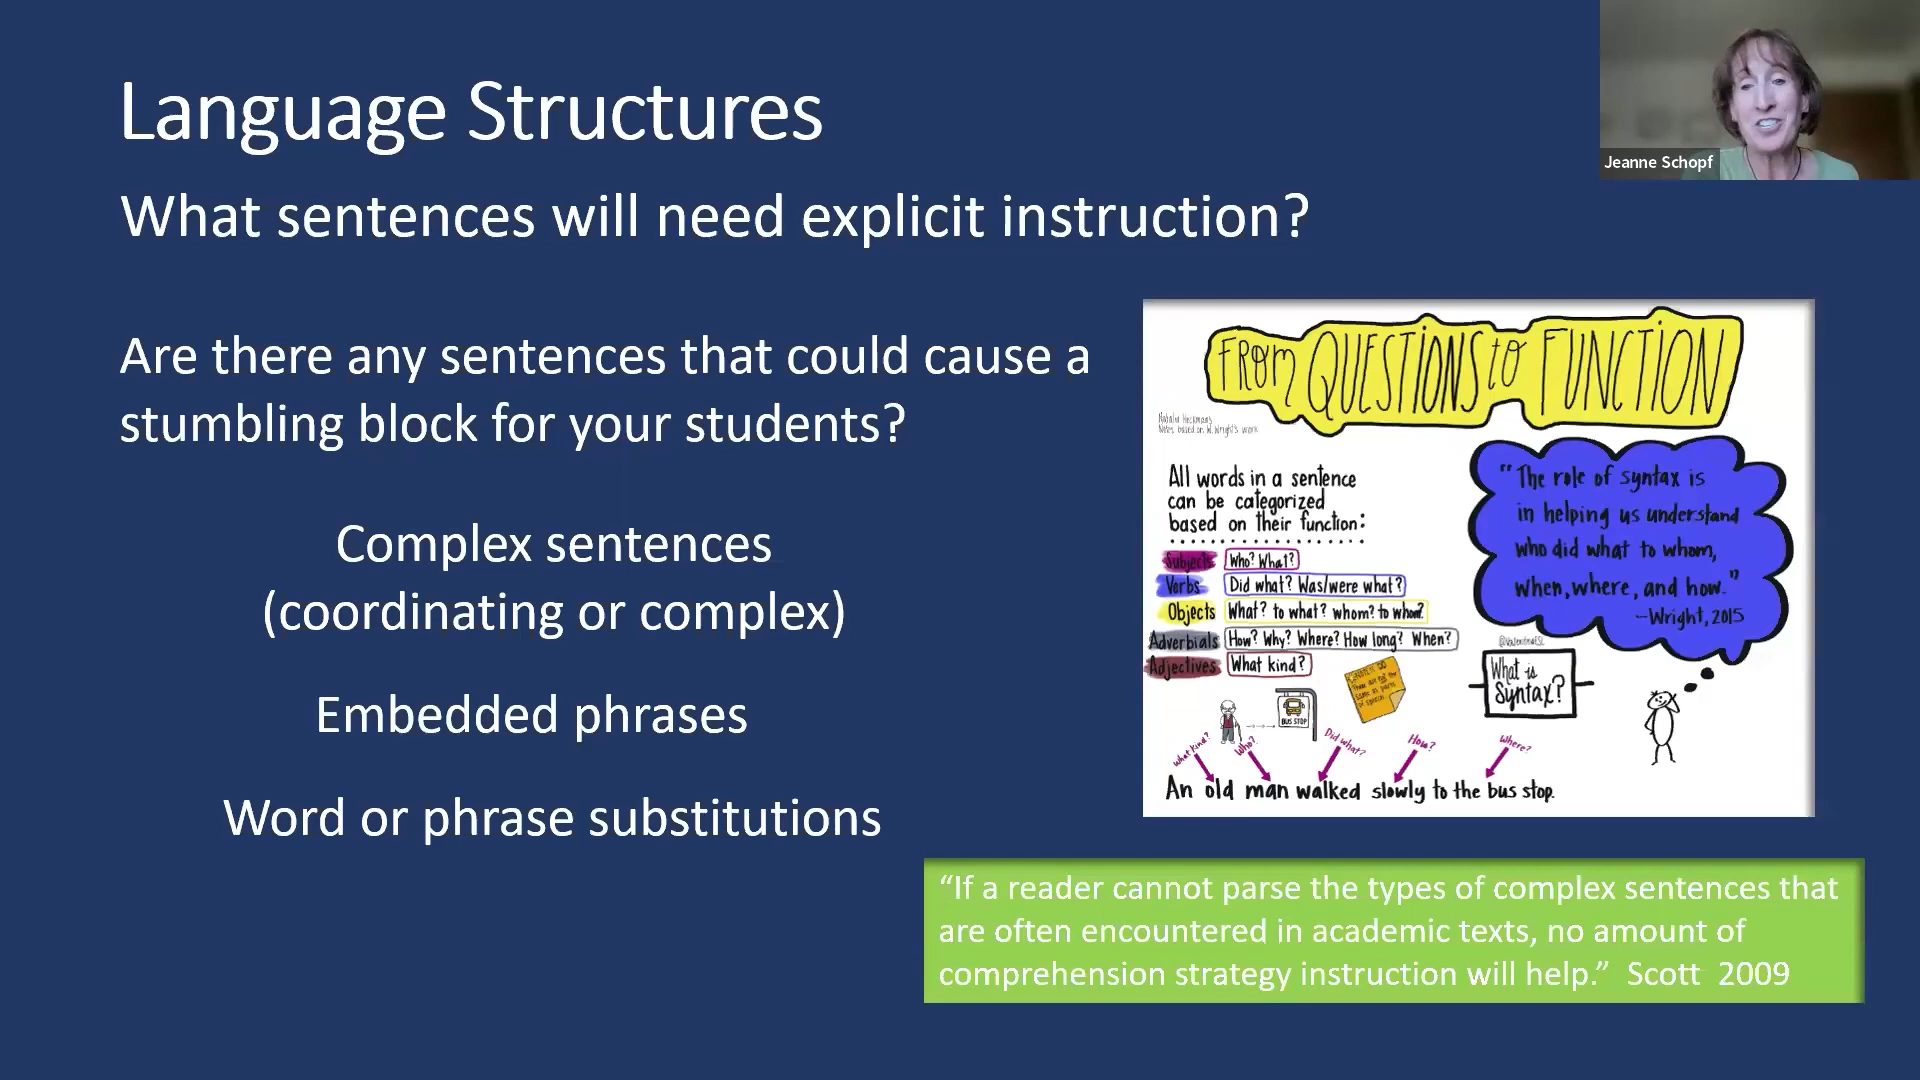 Language Structures
What sentences will need explicit instruction?
Are there any sentences that could cause a
stumbling block for your students?
Complex sentences
(coordinating or complex)
Embedded phrases
Word or phrase substitutions
Jeanne Schopf
FROM QUESTIONS to FUNCTION
Natalia Heckmans
Notes based on W. Wright's work
All words in a sentence
can be categorized
based on their function:
Subjects Who? What?
Verbs Did what? Was/were what?
Objects What? to what? whom? to whom?
Adverbials How? Why? Where? How long? When?
Adjectives What kind?
"The role of syntax is
in helping us understand
who did what to whom,
when, where, and how."
-Wright, 2015
What is
Syntax?
BUS STOP
What kind? Who? Did what? How? Where?
An old man walked slowly to the bus stop.
“If a reader cannot parse the types of complex sentences that
are often encountered in academic texts, no amount of
comprehension strategy instruction will help.” Scott 2009